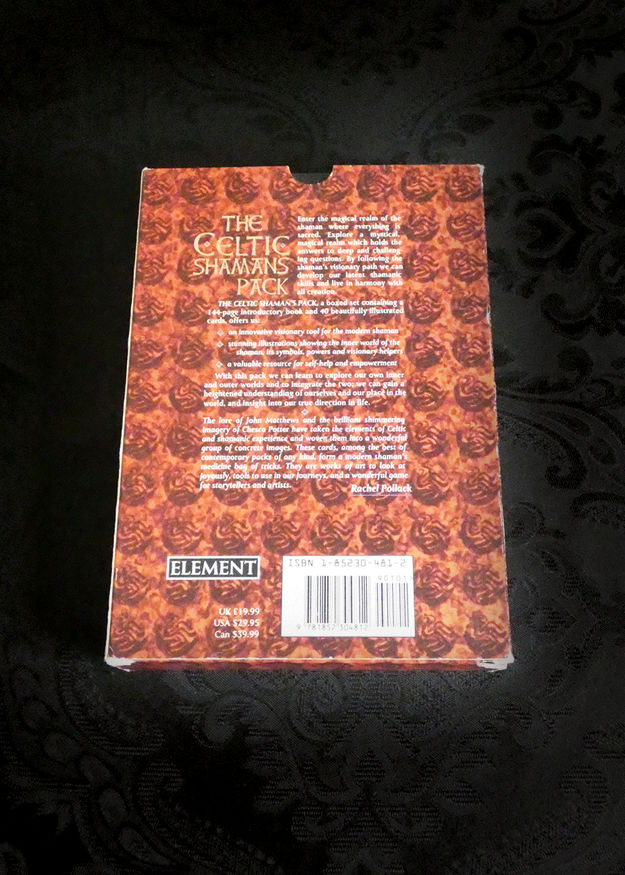 THE
CELTIC
SHAMANS
PACK
Enter the magical realm of the
shaman where everything is
sacred. Explore a mystical,
magical realm which holds the
answers to deep and challeng-
ing questions. By following the
shaman's visionary path we can
develop our latent shamanic
skills and live in harmony with
all creation.
THE CELTIC SHAMAN'S PACK, a boxed set containing a
144-page introductory book and 40 beautifully illustrated
cards, offers us:
◇ an innovative visionary tool for the modern shaman
◇ stunning illustrations showing the inner world of the
shaman, its symbols, powers and visionary helpers
◇ a valuable resource for self-help and empowerment
With this pack we can learn to explore our own inner
and outer worlds and to integrate the two; we can gain a
heightened understanding of ourselves and our place in the
world, and insight into our true direction in life.
◇
The lore of John Matthews and the brilliant shimmering
imagery of Chesca Potter have taken the elements of Celtic
and shamanic experience and woven them into a wonderful
group of concrete images. These cards, among the best of
contemporary packs of any kind, form a modern shaman's
medicine bag of tricks. They are works of art to look at
joyously, tools to use in our journeys, and a wonderful game
for storytellers and artists.
Rachel Pollack
ELEMENT
UK £19.99
USA $29.95
Can $39.99
ISBN 1-85230-481-2
90101
9 781852 304812